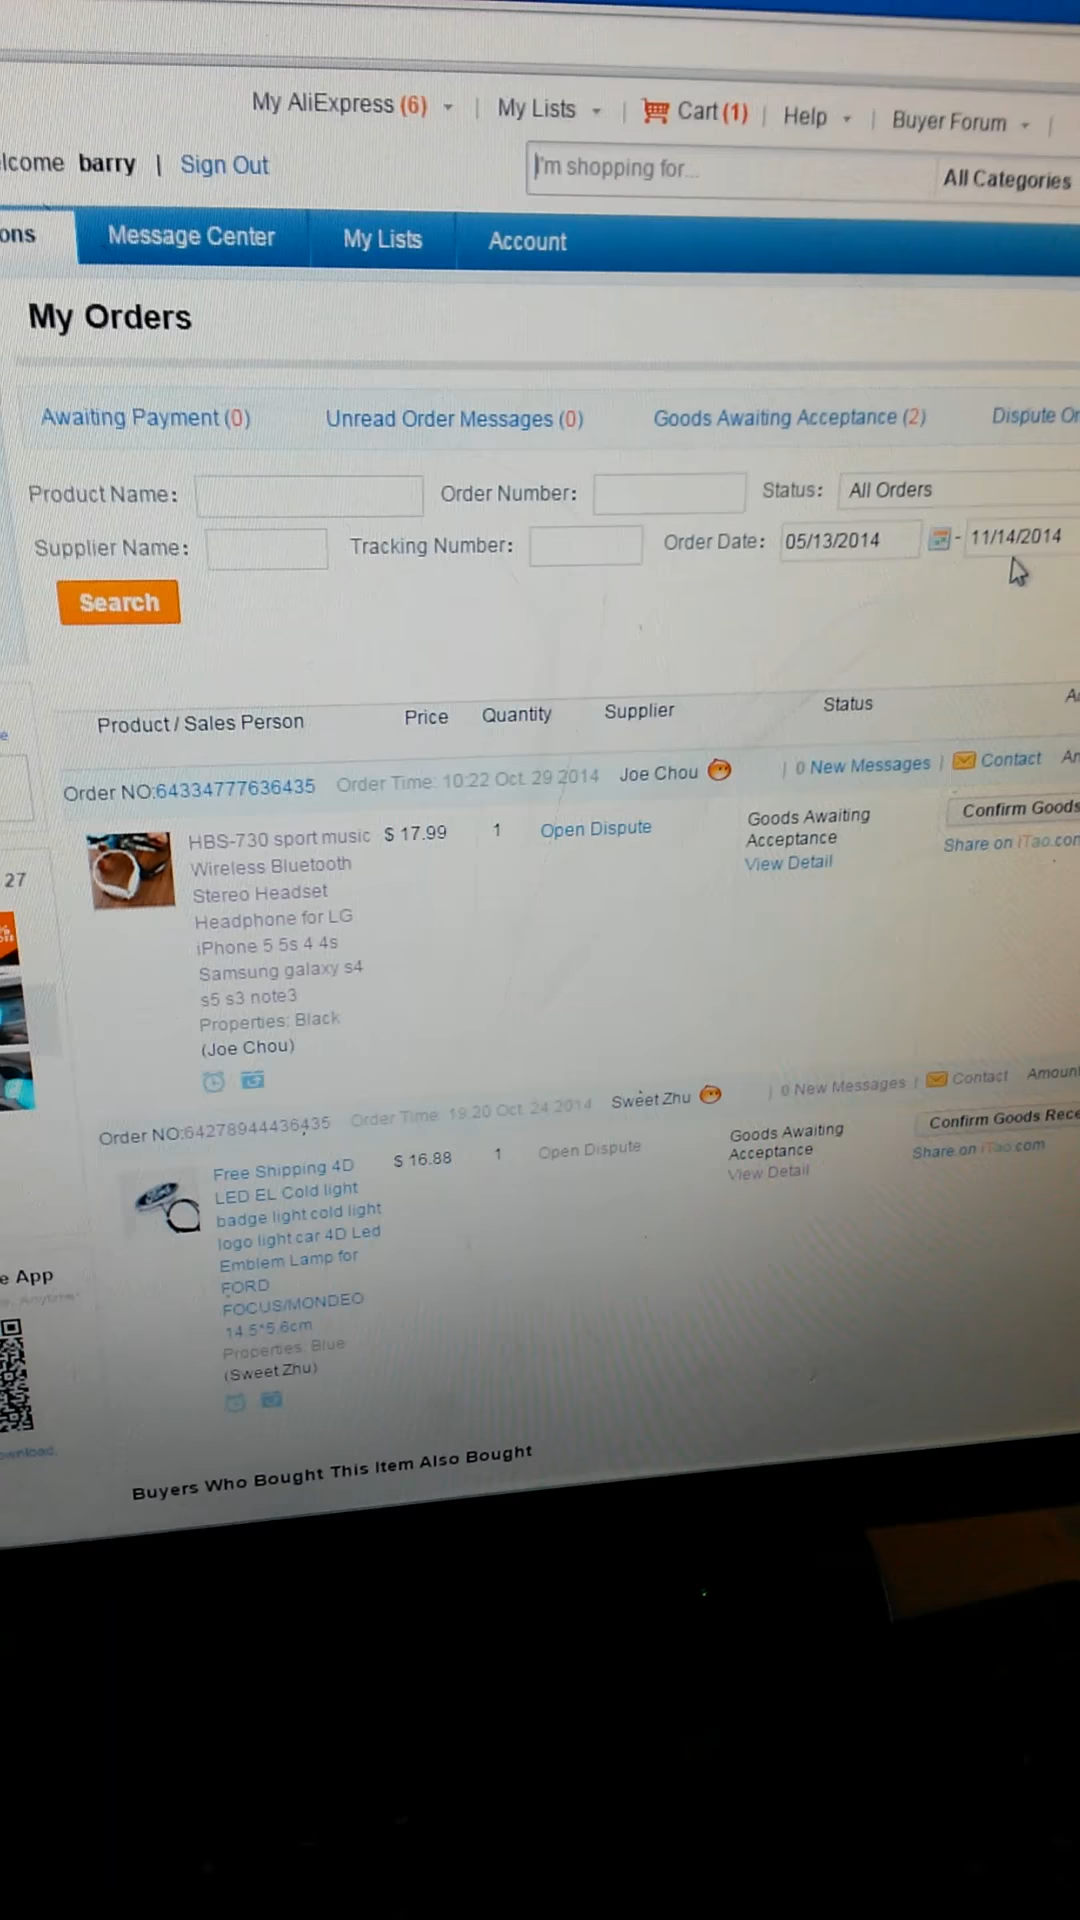 My AliExpress (6) | My Lists | Cart (1) | Help | Buyer Forum |
lcome barry | Sign Out
I'm shopping for... All Categories
ons Message Center My Lists Account
My Orders
Awaiting Payment (0) Unread Order Messages (0) Goods Awaiting Acceptance (2) Dispute Or
Product Name: Order Number: Status: All Orders
Supplier Name: Tracking Number: Order Date: 05/13/2014 - 11/14/2014
Search
Product / Sales Person Price Quantity Supplier Status
Order NO:64334777636435 Order Time: 10:22 Oct. 29 2014 Joe Chou | 0 New Messages | Contact Am
HBS-730 sport music $ 17.99 1 Open Dispute Goods Awaiting Confirm Goods
Wireless Bluetooth Acceptance Share on iTao.com
Stereo Headset View Detail
Headphone for LG
iPhone 5 5s 4 4s
Samsung galaxy s4
s5 s3 note3
Properties: Black
(Joe Chou)
27
Order NO:64278944436435 Order Time: 19:20 Oct. 24 2014 Sweet Zhu | 0 New Messages | Contact Amount
Free Shipping 4D $ 16.88 1 Open Dispute Goods Awaiting Confirm Goods Rece
LED EL Cold light Acceptance Share on iTao.com
badge light cold light View Detail
logo light car 4D Led
Emblem Lamp for
FORD
FOCUS/MONDEO
14.5*5.6cm
Properties: Blue
(Sweet Zhu)
e App
Anytime
ownload
Buyers Who Bought This Item Also Bought